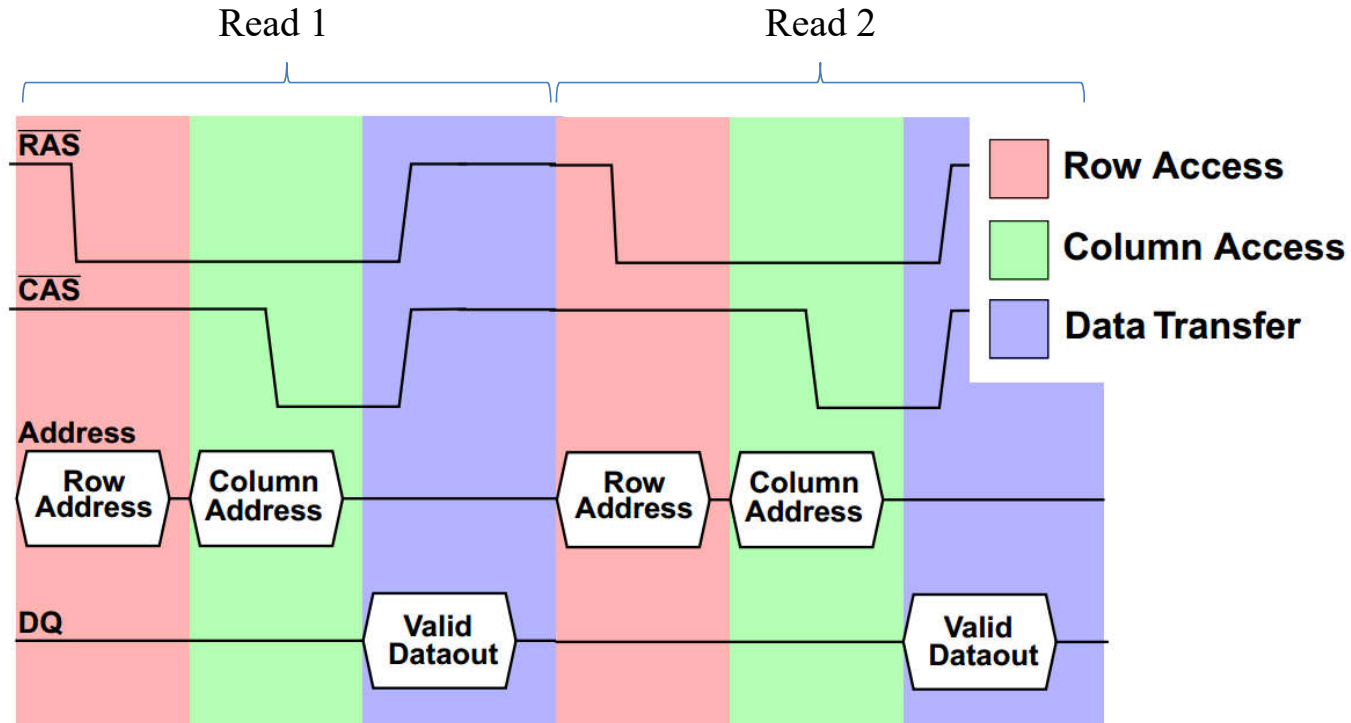 Read 1
Read 2
RAS
Row Access
Column Access
CAS
Data Transfer
Address
Row
Address
Column
Address
Row
Address
Column
Address
DQ
Valid
Dataout
Valid
Dataout